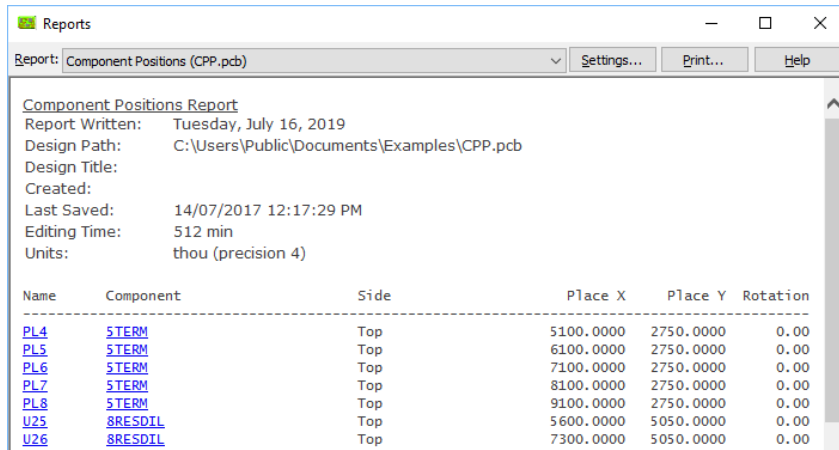 Reports
Report: Component Positions (CPP.pcb) Settings... Print... Help
Component Positions Report
Report Written: Tuesday, July 16, 2019
Design Path: C:\Users\Public\Documents\Examples\CPP.pcb
Design Title:
Created:
Last Saved: 14/07/2017 12:17:29 PM
Editing Time: 512 min
Units: thou (precision 4)
Name Component Side Place X Place Y Rotation
--------------------------------------------------------------------------------
PL4 5TERM Top 5100.0000 2750.0000 0.00
PL5 5TERM Top 6100.0000 2750.0000 0.00
PL6 5TERM Top 7100.0000 2750.0000 0.00
PL7 5TERM Top 8100.0000 2750.0000 0.00
PL8 5TERM Top 9100.0000 2750.0000 0.00
U25 8RESDIL Top 5600.0000 5050.0000 0.00
U26 8RESDIL Top 7300.0000 5050.0000 0.00